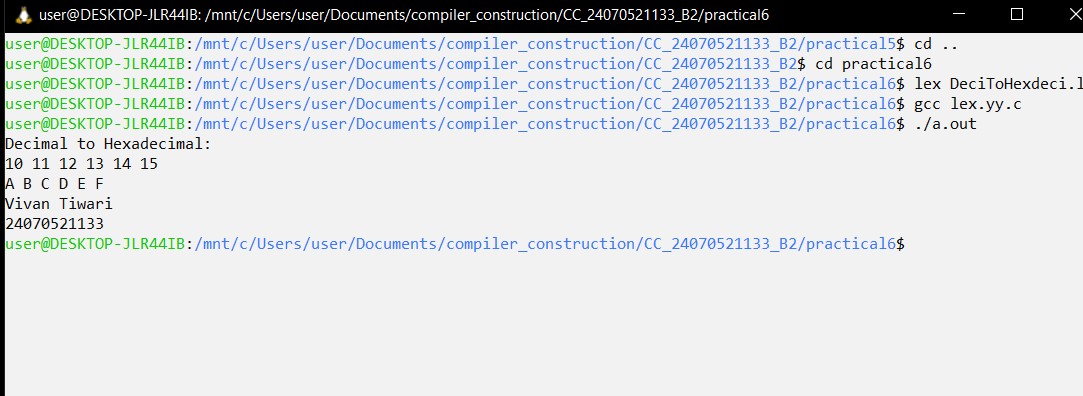 user@DESKTOP-JLR44IB: /mnt/c/Users/user/Documents/compiler_construction/CC_24070521133_B2/practical6
user@DESKTOP-JLR44IB:/mnt/c/Users/user/Documents/compiler_construction/CC_24070521133_B2/practical5$ cd ..
user@DESKTOP-JLR44IB:/mnt/c/Users/user/Documents/compiler_construction/CC_24070521133_B2$ cd practical6
user@DESKTOP-JLR44IB:/mnt/c/Users/user/Documents/compiler_construction/CC_24070521133_B2/practical6$ lex DeciToHexdeci.l
user@DESKTOP-JLR44IB:/mnt/c/Users/user/Documents/compiler_construction/CC_24070521133_B2/practical6$ gcc lex.yy.c
user@DESKTOP-JLR44IB:/mnt/c/Users/user/Documents/compiler_construction/CC_24070521133_B2/practical6$ ./a.out
Decimal to Hexadecimal:
10 11 12 13 14 15
A B C D E F
Vivan Tiwari
24070521133
user@DESKTOP-JLR44IB:/mnt/c/Users/user/Documents/compiler_construction/CC_24070521133_B2/practical6$